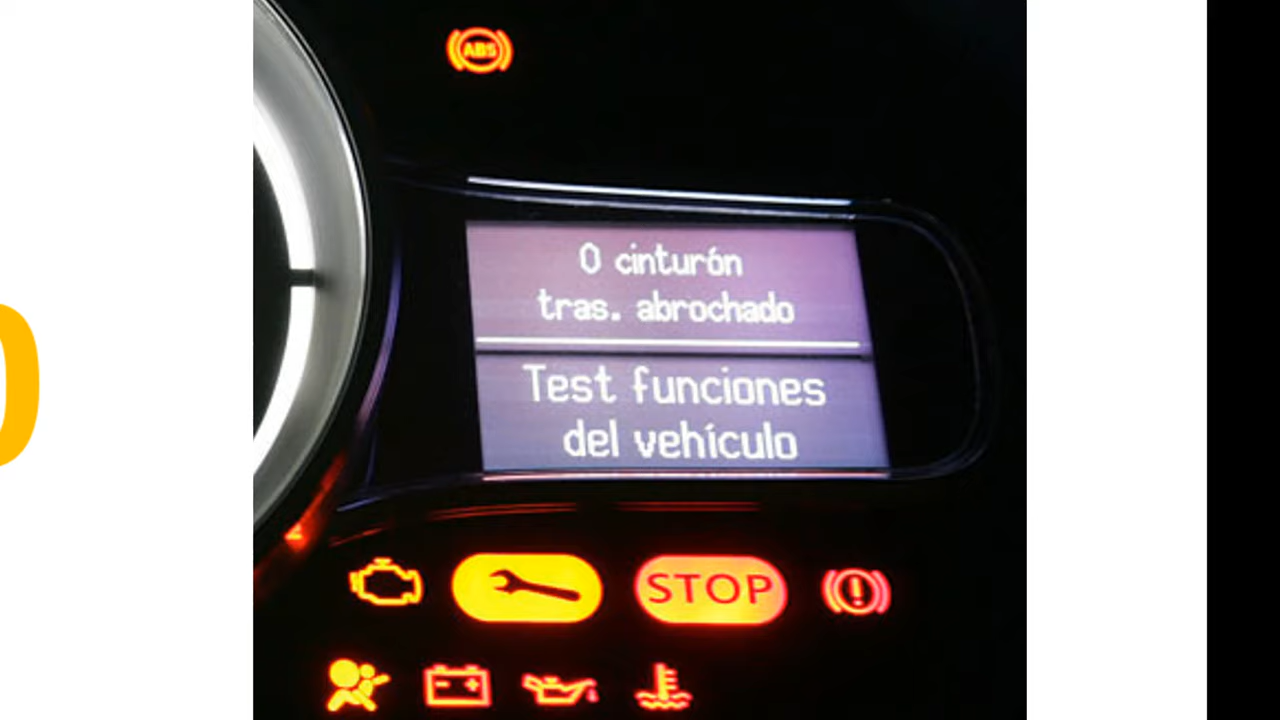 ABS
0 cinturón
tras. abrochado
Test funciones
del vehículo
STOP